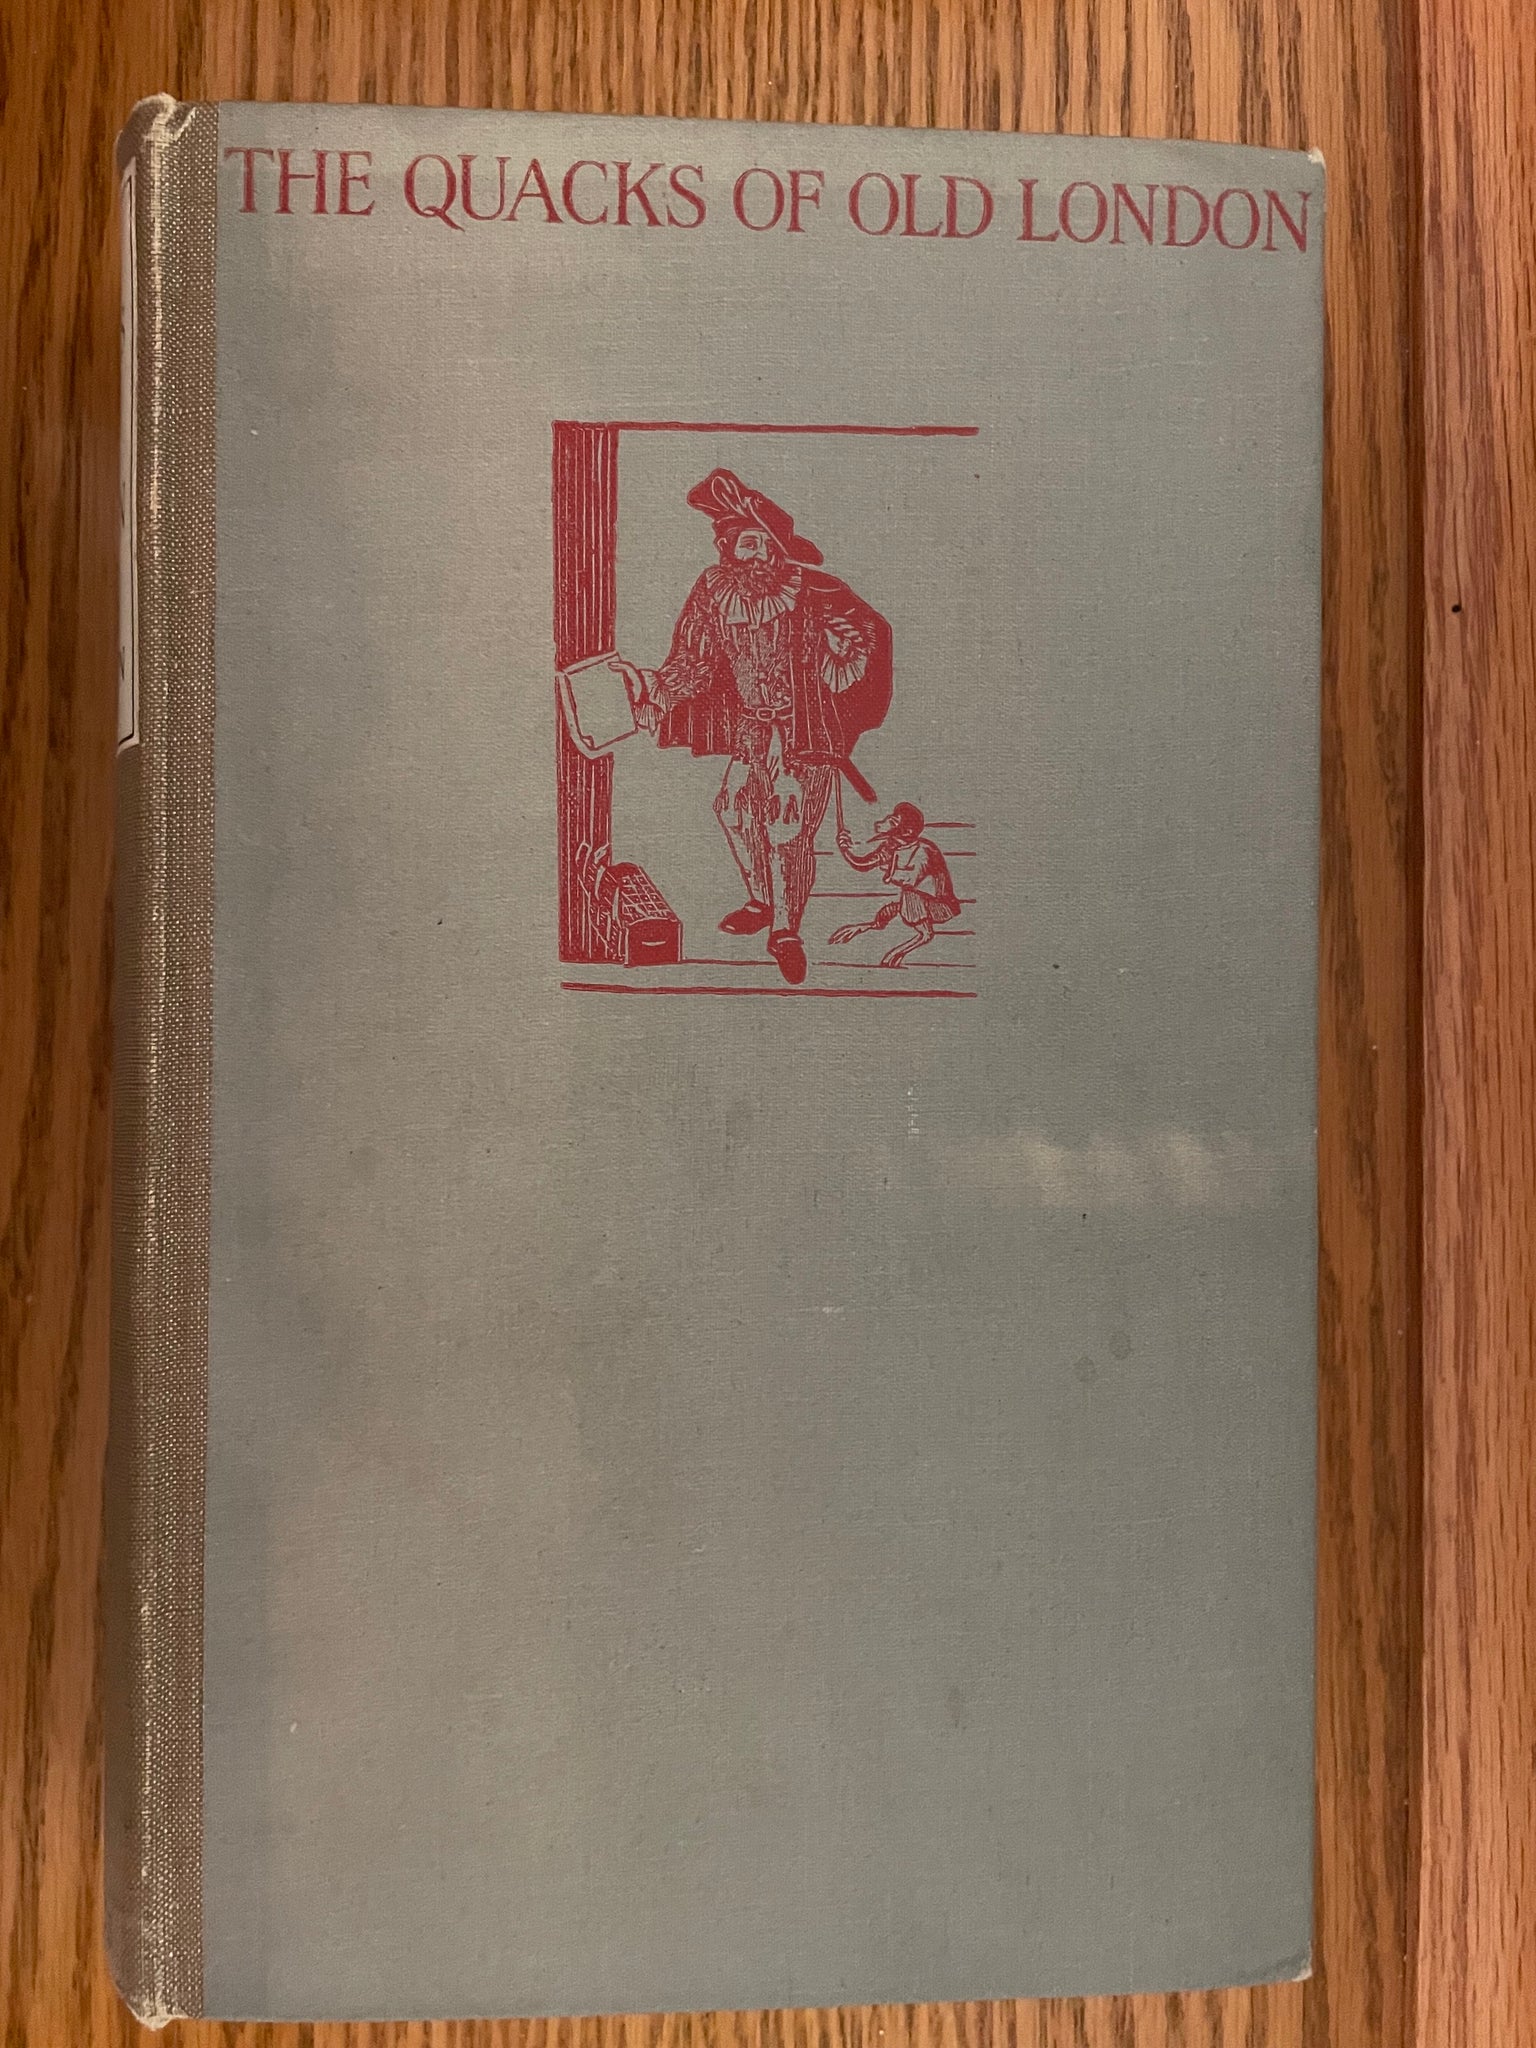 THE QUACKS OF OLD LONDON